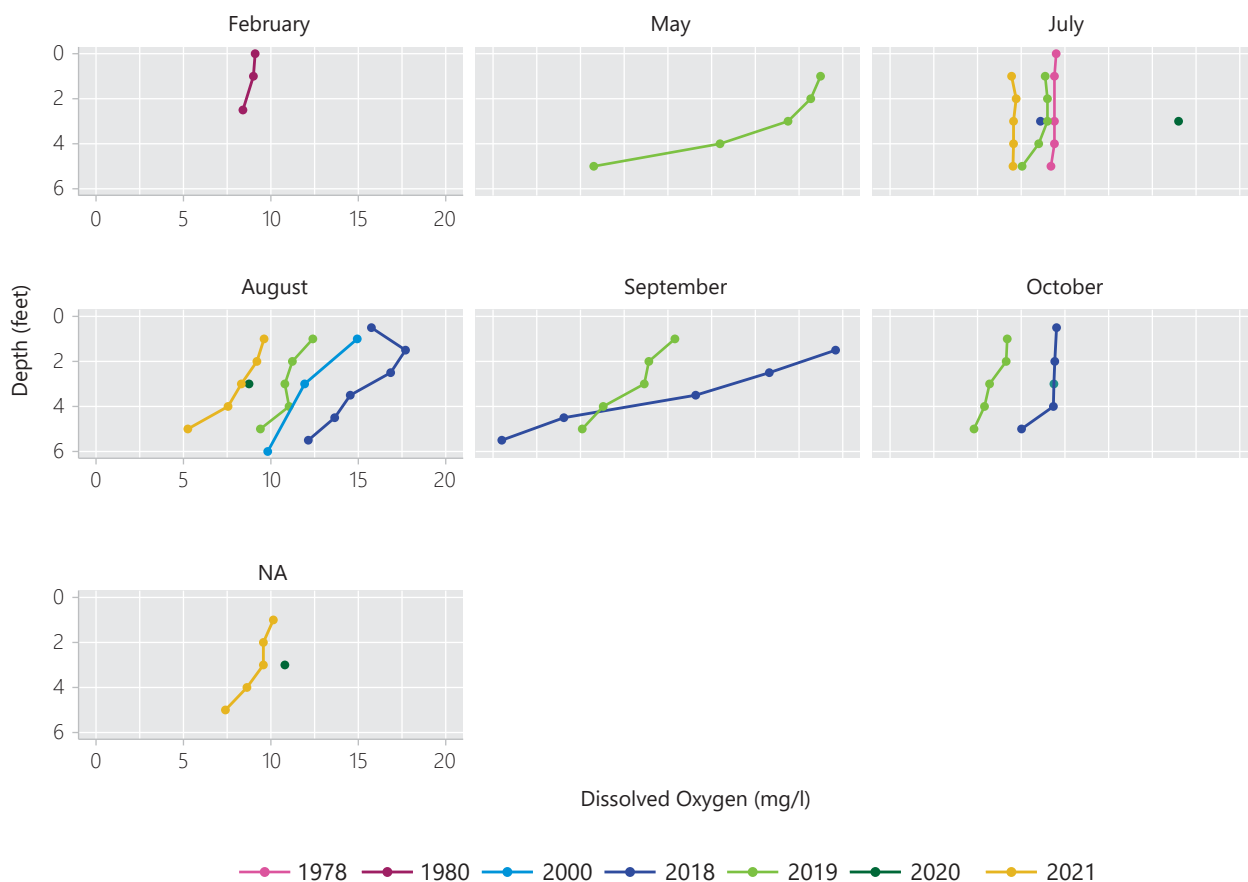 February May July
0
2
4
6
0 5 10 15 20
August September October
0
2
4
6
0 5 10 15 20
Depth (feet)
NA
0
2
4
6
0 5 10 15 20
Dissolved Oxygen (mg/l)
1978 1980 2000 2018 2019 2020 2021